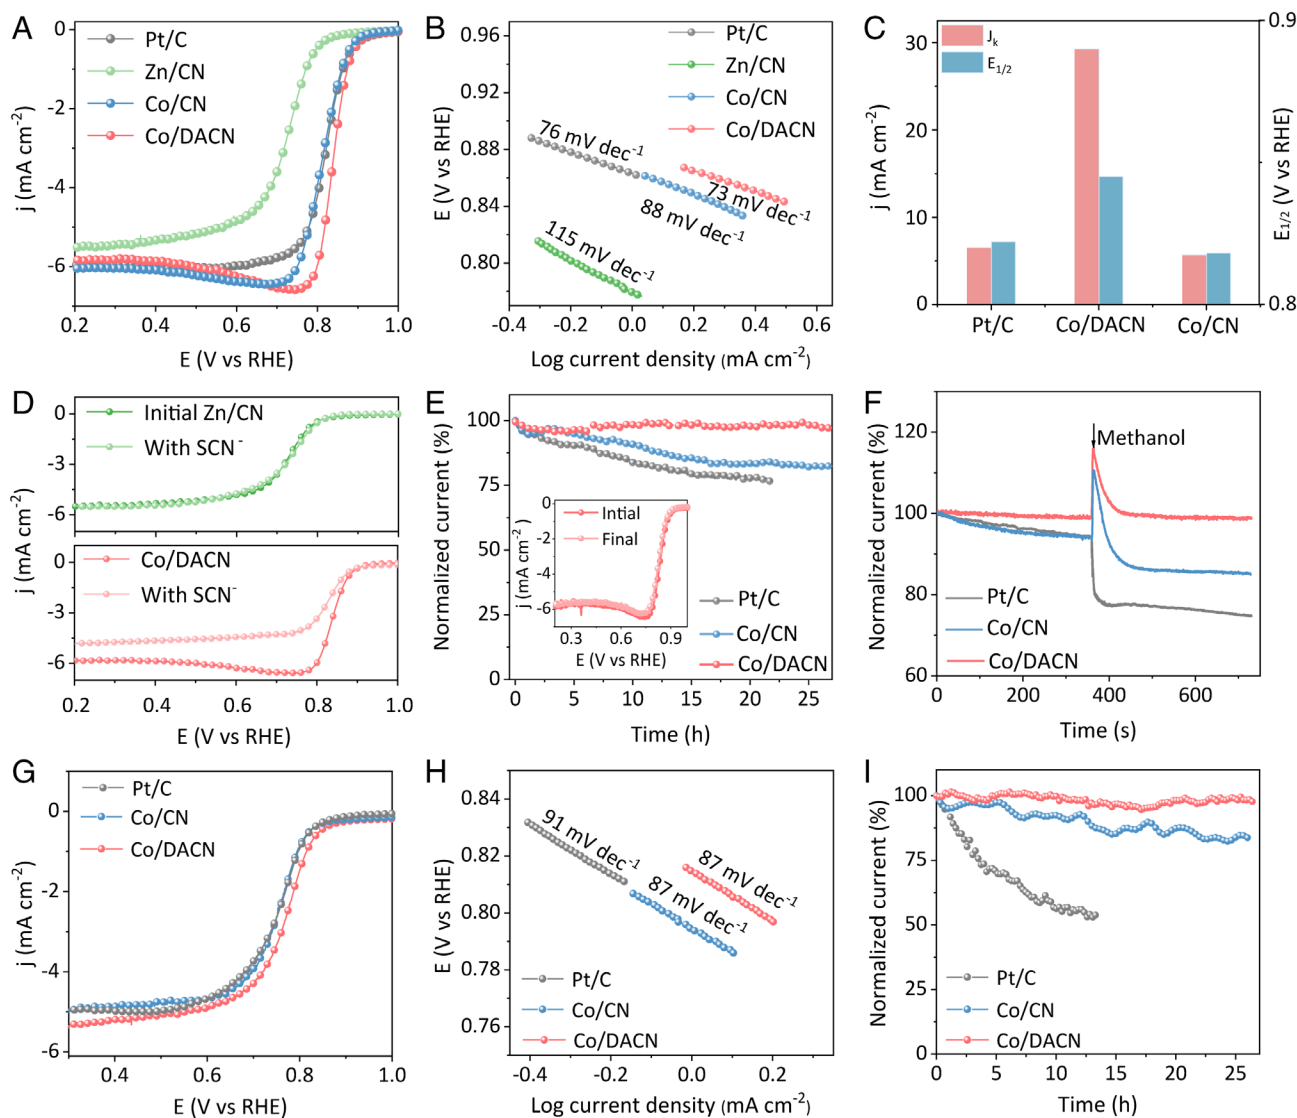 A
0
-2
-4
-6
0.2
0.4
0.6
0.8
1.0
j (mA cm⁻²)
E (V vs RHE)
Pt/C
Zn/CN
Co/CN
Co/DACN
B
0.96
0.92
0.88
0.84
0.80
-0.4
-0.2
0.0
0.2
0.4
0.6
E (V vs RHE)
Log current density (mA cm⁻²)
Pt/C
Zn/CN
Co/CN
Co/DACN
76 mV dec⁻¹
73 mV dec⁻¹
88 mV dec⁻¹
115 mV dec⁻¹
C
30
25
20
15
10
5
0
j (mA cm⁻²)
Jₖ
E₁/₂
0.9
0.8
E₁/₂ (V vs RHE)
Pt/C
Co/DACN
Co/CN
D
0
-3
-6
Initial Zn/CN
With SCN⁻
0
-3
-6
Co/DACN
With SCN⁻
j (mA cm⁻²)
j (mA cm⁻²)
0.2
0.4
0.6
0.8
1.0
E (V vs RHE)
E
100
75
50
25
0
Normalized current (%)
0
5
10
15
20
25
Time (h)
0
-2
-4
-6
j (mA cm⁻²)
Intial
Final
0.3
0.6
0.9
E (V vs RHE)
Pt/C
Co/CN
Co/DACN
F
120
100
80
60
Normalized current (%)
Methanol
Pt/C
Co/CN
Co/DACN
0
200
400
600
Time (s)
G
0
-2
-4
-6
j (mA cm⁻²)
Pt/C
Co/CN
Co/DACN
0.4
0.6
0.8
1.0
E (V vs RHE)
H
0.84
0.82
0.80
0.78
0.76
E (V vs RHE)
91 mV dec⁻¹
87 mV dec⁻¹
87 mV dec⁻¹
Pt/C
Co/CN
Co/DACN
-0.4
-0.2
0.0
0.2
Log current density (mA cm⁻²)
I
100
75
50
25
0
Normalized current (%)
Pt/C
Co/CN
Co/DACN
0
5
10
15
20
25
Time (h)